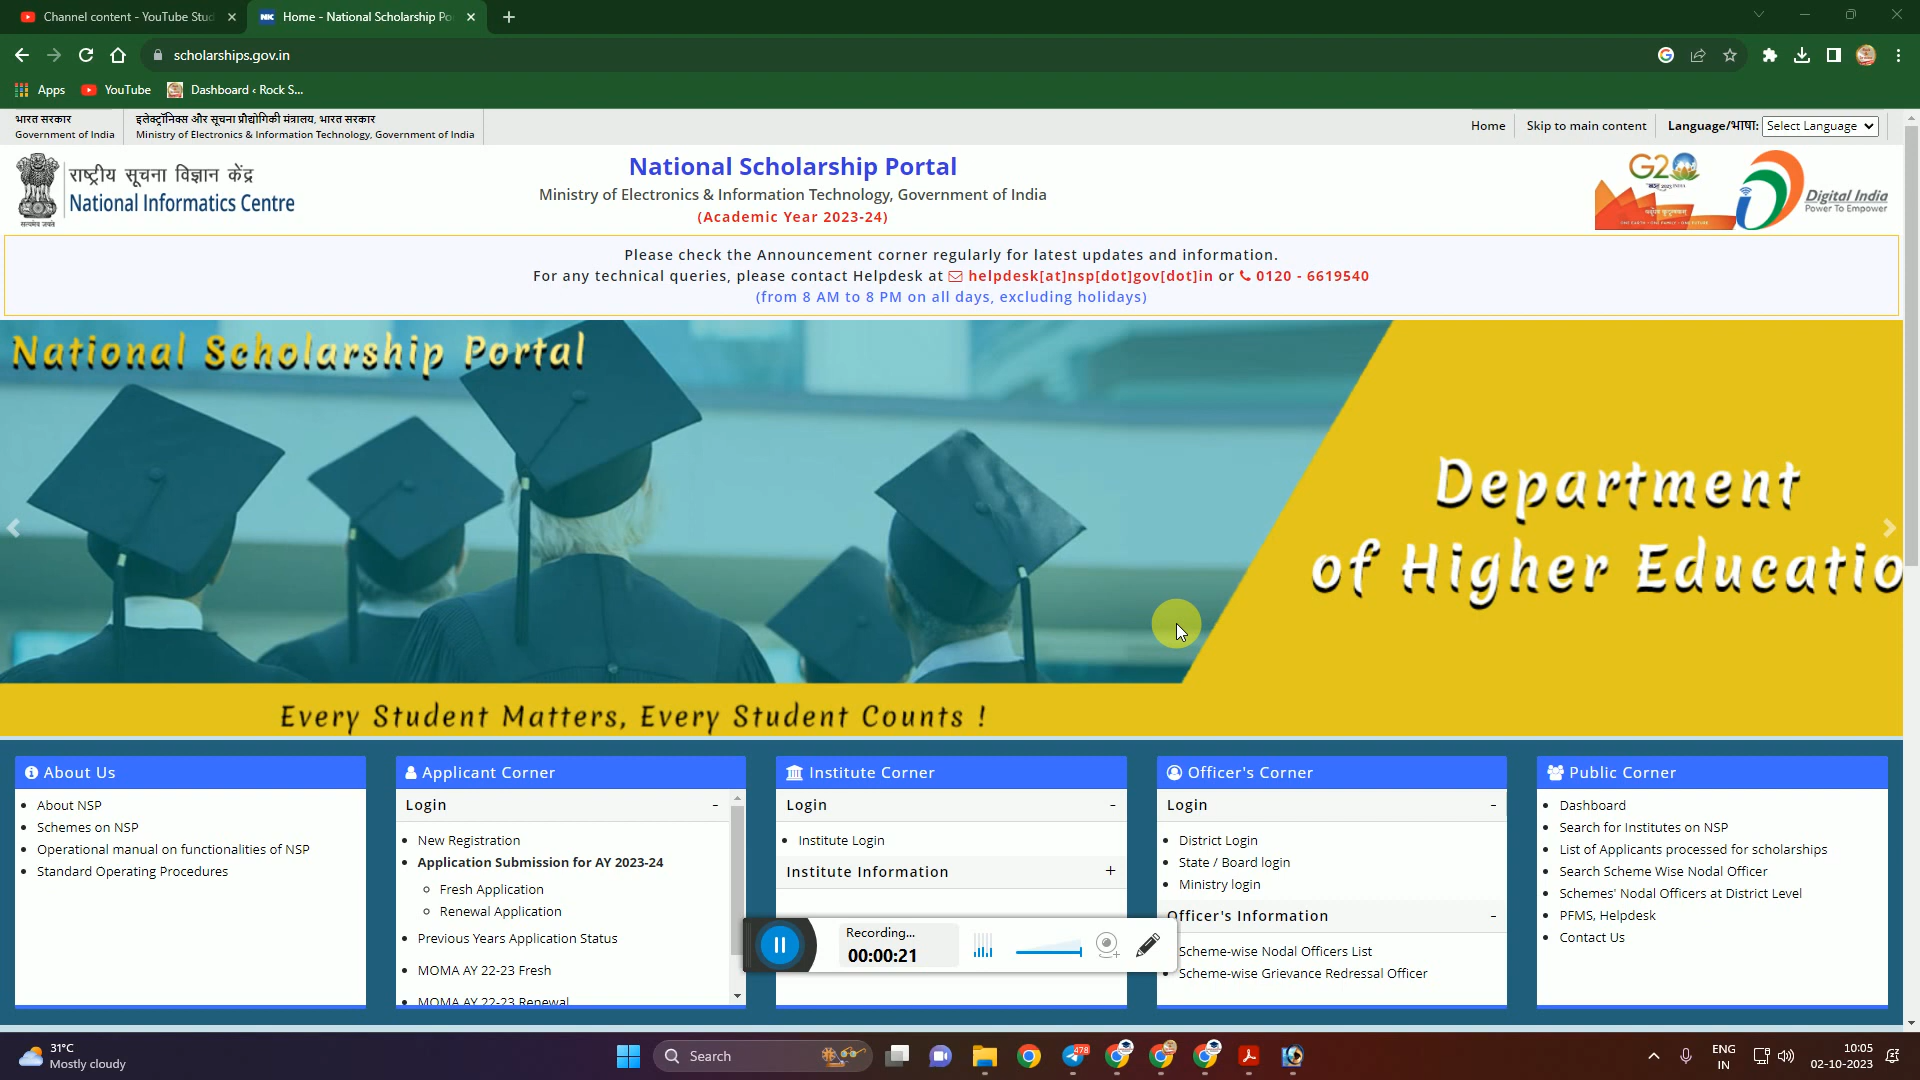 Channel content - YouTube Stud
Home - National Scholarship Po
scholarships.gov.in
Apps
YouTube
Dashboard ‹ Rock S...
भारत सरकार
Government of India
इलेक्ट्रॉनिक्स और सूचना प्रौद्योगिकी मंत्रालय, भारत सरकार
Ministry of Electronics & Information Technology, Government of India
Home
Skip to main content
Language/भाषा:
Select Language
राष्ट्रीय सूचना विज्ञान केंद्र
National Informatics Centre
सत्यमेव जयते
National Scholarship Portal
Ministry of Electronics & Information Technology, Government of India
(Academic Year 2023-24)
G20
Digital India
Power To Empower
Please check the Announcement corner regularly for latest updates and information.
For any technical queries, please contact Helpdesk at helpdesk[at]nsp[dot]gov[dot]in or 0120 - 6619540
(from 8 AM to 8 PM on all days, excluding holidays)
National Scholarship Portal
Department
of Higher Educatio
Every Student Matters, Every Student Counts !
About Us
About NSP
Schemes on NSP
Operational manual on functionalities of NSP
Standard Operating Procedures
Applicant Corner
Login -
New Registration
Application Submission for AY 2023-24
Fresh Application
Renewal Application
Previous Years Application Status
MOMA AY 22-23 Fresh
MOMA AY 22-23 Renewal
Institute Corner
Login -
Institute Login
Institute Information +
Officer's Corner
Login -
District Login
State / Board login
Ministry login
Officer's Information -
Scheme-wise Nodal Officers List
Scheme-wise Grievance Redressal Officer
Public Corner
Dashboard
Search for Institutes on NSP
List of Applicants processed for scholarships
Search Scheme Wise Nodal Officer
Schemes' Nodal Officers at District Level
PFMS, Helpdesk
Contact Us
Recording...
00:00:21
31°C
Mostly cloudy
Search
478
ENG
IN
10:05
02-10-2023